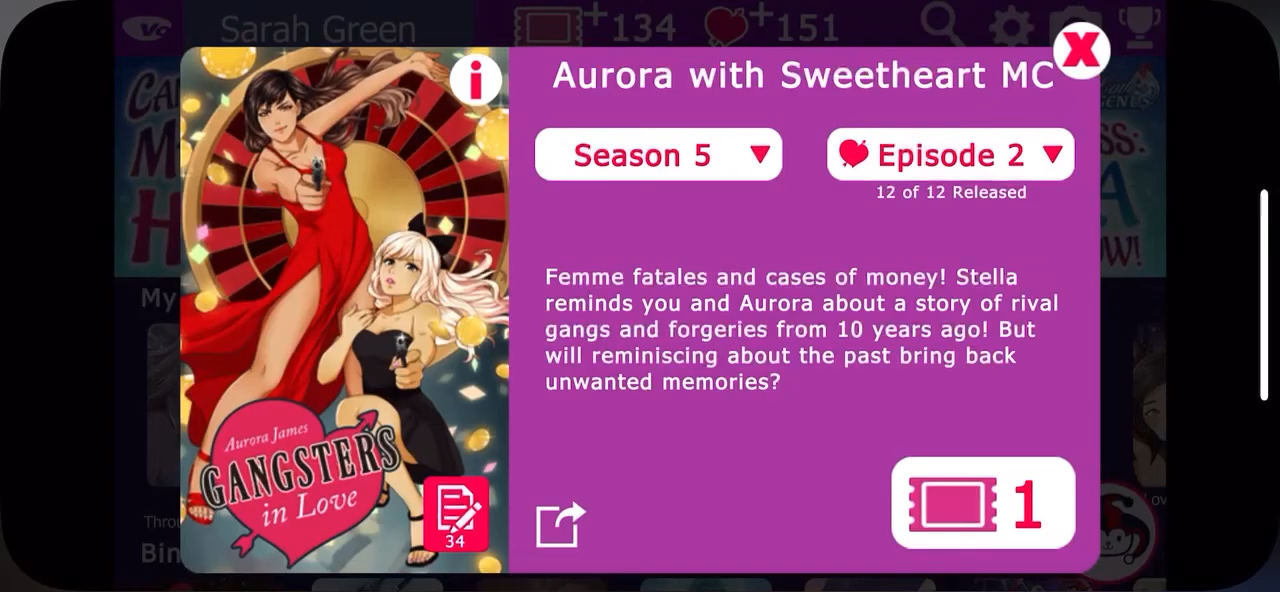 Sarah Green
+134
+151
X
i
Aurora with Sweetheart MC
Season 5
Episode 2
12 of 12 Released
Femme fatales and cases of money! Stella
reminds you and Aurora about a story of rival
gangs and forgeries from 10 years ago! But
will reminiscing about the past bring back
unwanted memories?
Aurora James
GANGSTERS
in Love
34
1
My
Bin